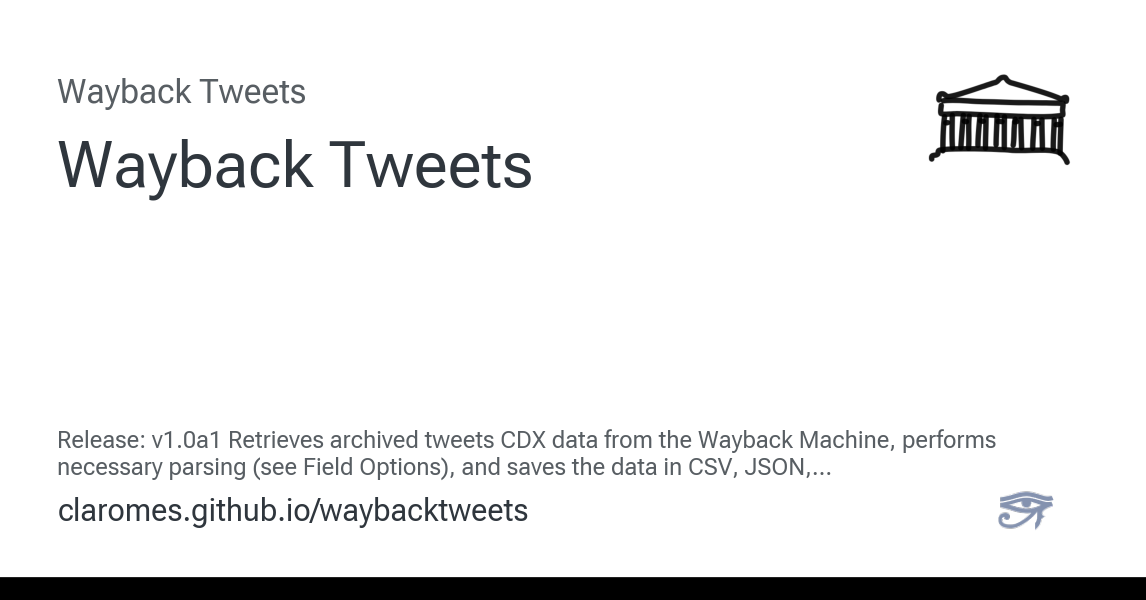 Wayback Tweets
Wayback Tweets
Release: v1.0a1 Retrieves archived tweets CDX data from the Wayback Machine, performs
necessary parsing (see Field Options), and saves the data in CSV, JSON,...
claromes.github.io/waybacktweets